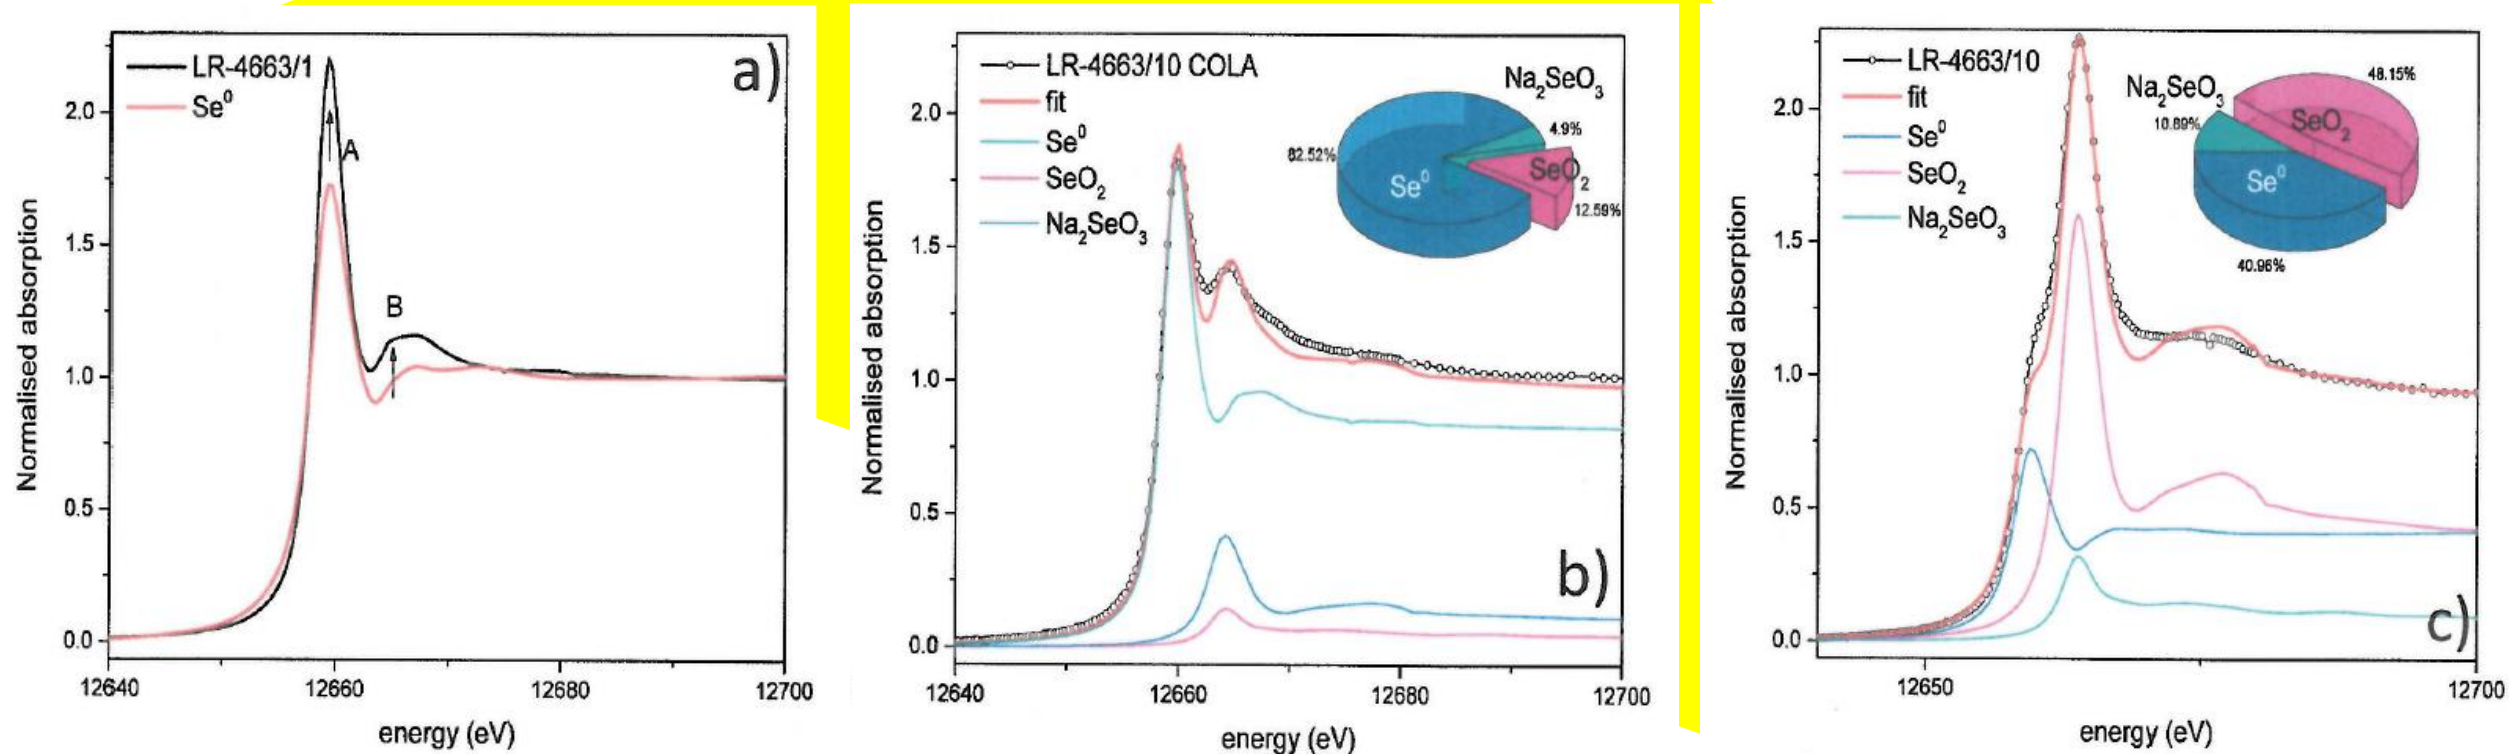 a)
LR-4663/1
Se⁰
A
B
2.0
1.5
1.0
0.5
0.0
12640
12660
12680
12700
Normalised absorption
energy (eV)
b)
LR-4663/10 COLA
fit
Se⁰
SeO₂
Na₂SeO₃
Na₂SeO₃
4.9%
82.52%
Se⁰
SeO₂
12.59%
2.0
1.5
1.0
0.5
0.0
12640
12660
12680
12700
Normalised absorption
energy (eV)
c)
LR-4663/10
fit
Se⁰
SeO₂
Na₂SeO₃
48.15%
Na₂SeO₃
10.89%
SeO₂
Se⁰
40.96%
2.0
1.5
1.0
0.5
0.0
12650
12700
Normalised absorption
energy (eV)